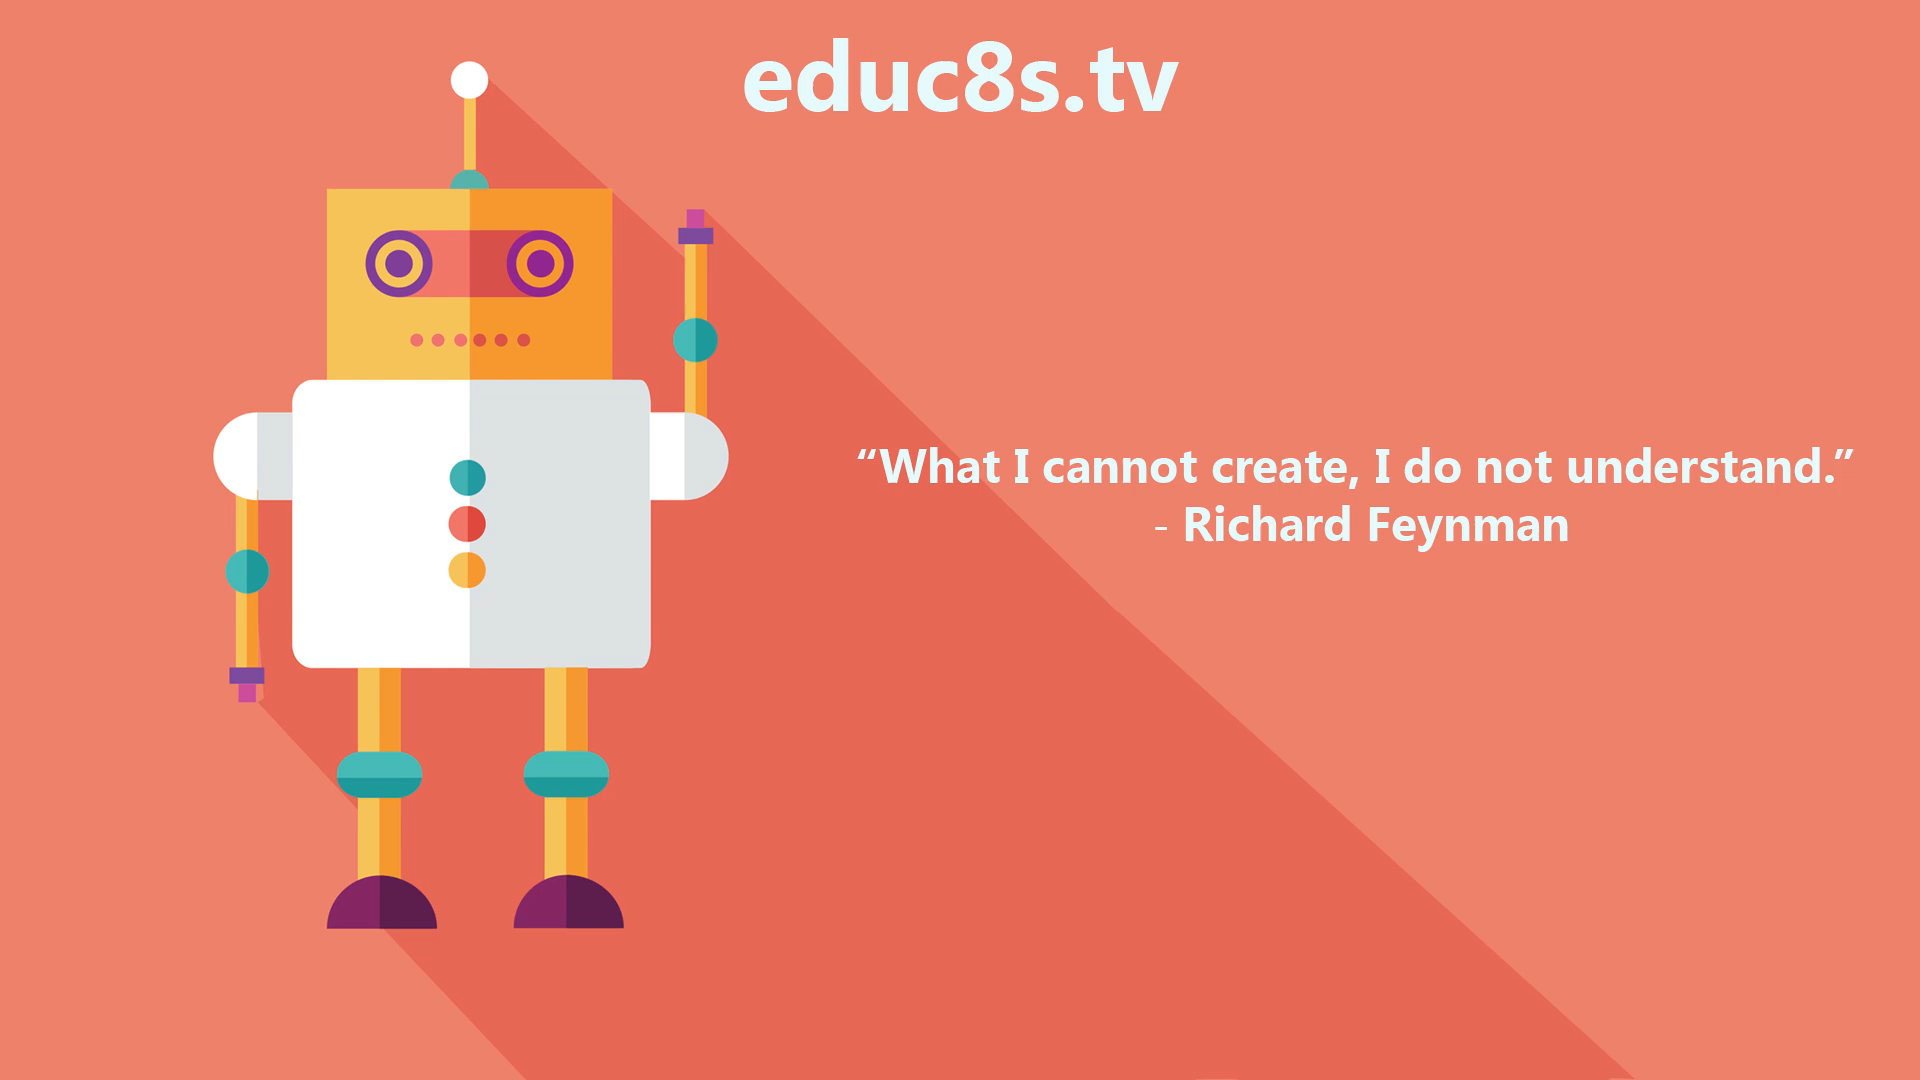 educ8s.tv
“What I cannot create, I do not understand.”
- Richard Feynman